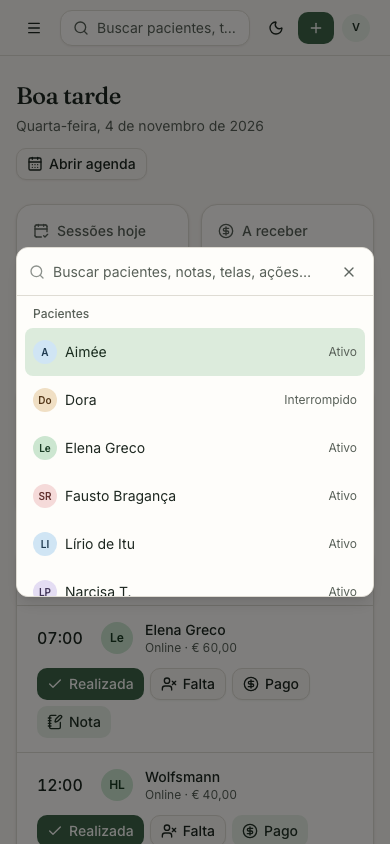 Buscar pacientes, t...
V
Boa tarde
Quarta-feira, 4 de novembro de 2026
Abrir agenda
Sessões hoje
A receber
Buscar pacientes, notas, telas, ações...
Pacientes
A Aimée Ativo
Do Dora Interrompido
Le Elena Greco Ativo
SR Fausto Bragança Ativo
LI Lírio de Itu Ativo
LP Narcisa T. Ativo
07:00 Le Elena Greco
Online · € 60,00
Realizada Falta Pago
Nota
12:00 HL Wolfsmann
Online · € 40,00
Realizada Falta Pago